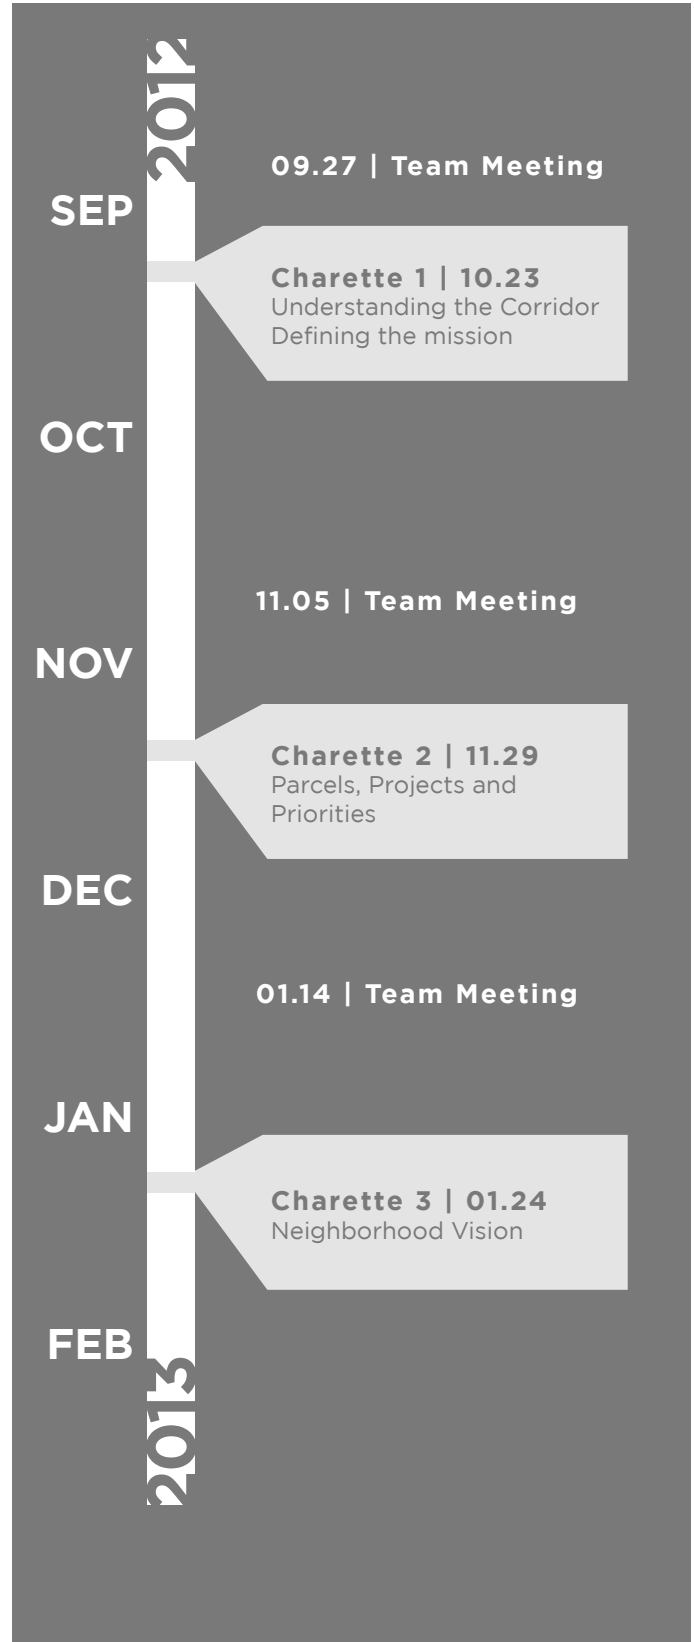 2012
09.27 | Team Meeting
SEP
Charette 1 | 10.23
Understanding the Corridor
Defining the mission
OCT
11.05 | Team Meeting
NOV
Charette 2 | 11.29
Parcels, Projects and
Priorities
DEC
01.14 | Team Meeting
JAN
Charette 3 | 01.24
Neighborhood Vision
FEB
2013